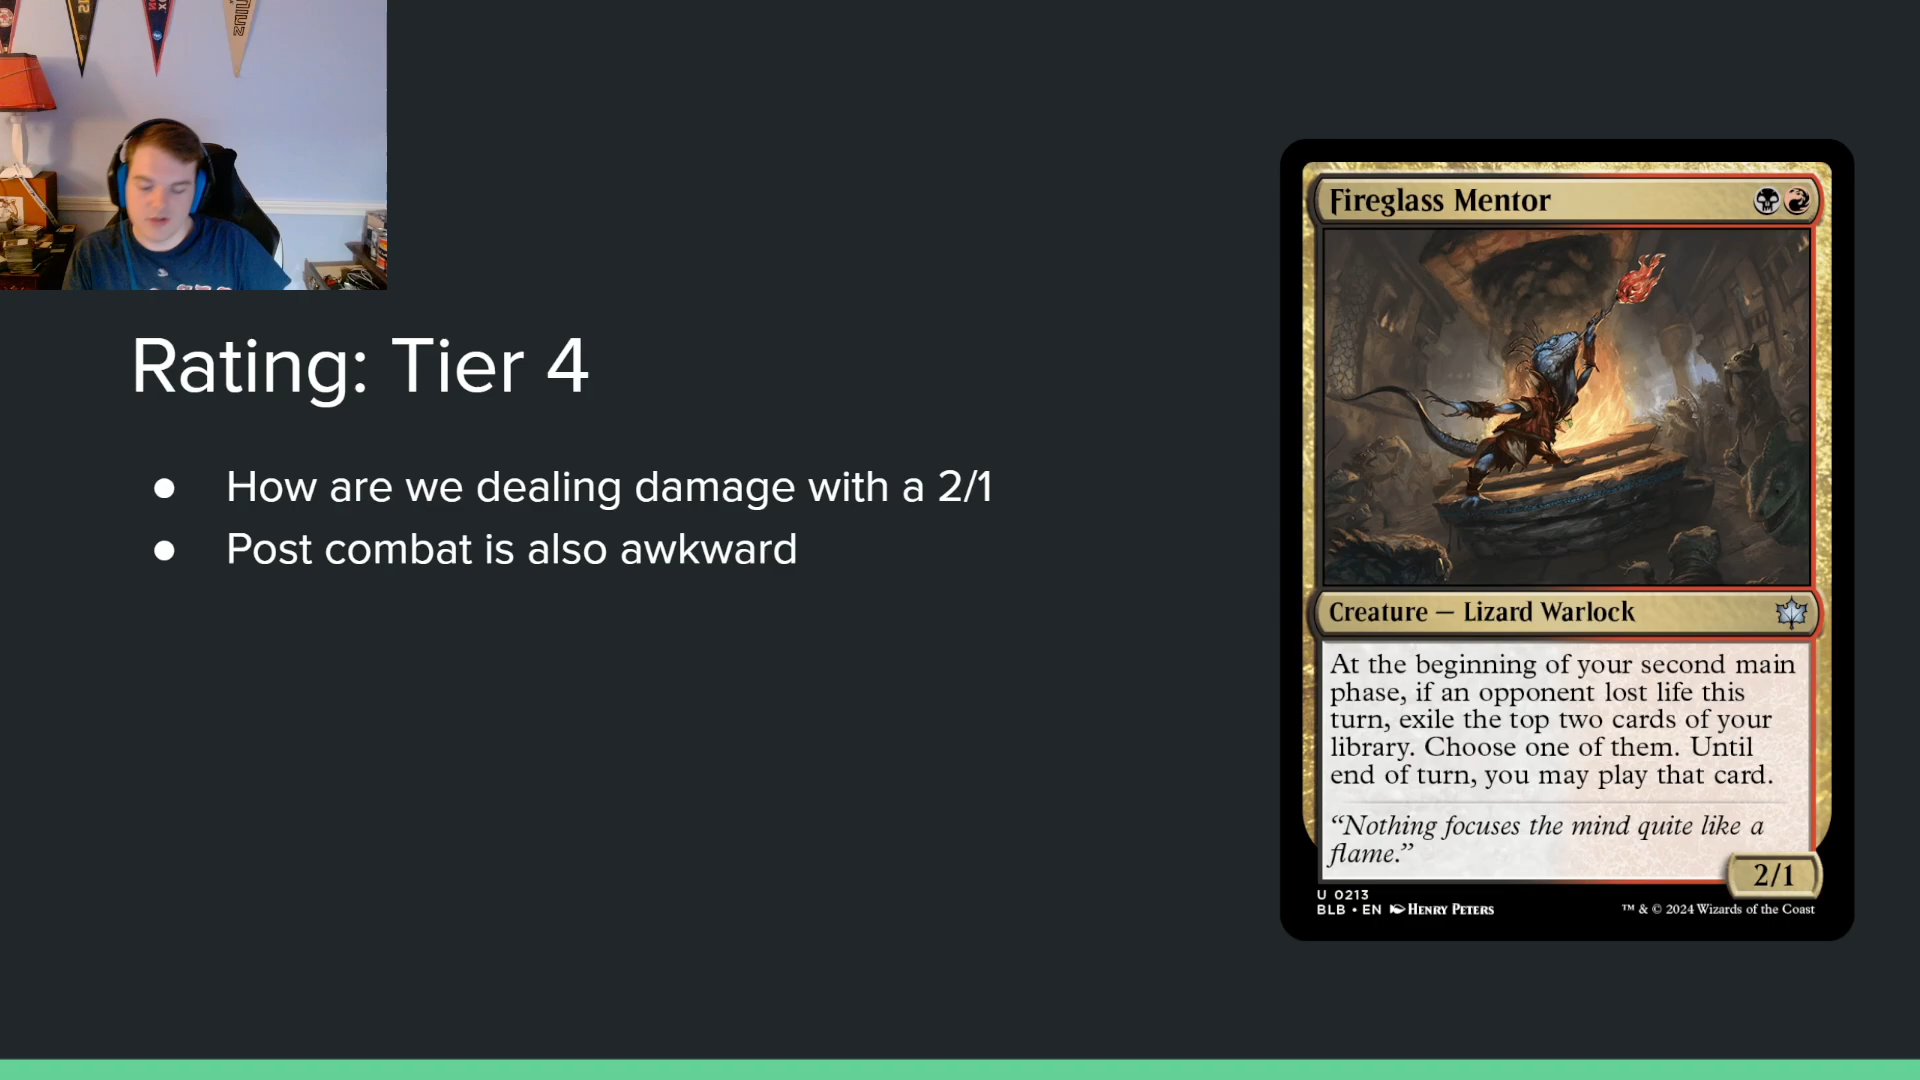 Rating: Tier 4
● How are we dealing damage with a 2/1
● Post combat is also awkward
Fireglass Mentor
Creature — Lizard Warlock
At the beginning of your second main
phase, if an opponent lost life this
turn, exile the top two cards of your
library. Choose one of them. Until
end of turn, you may play that card.
“Nothing focuses the mind quite like a
flame.”
2/1
U 0213
BLB • EN HENRY PETERS
™ & © 2024 Wizards of the Coast